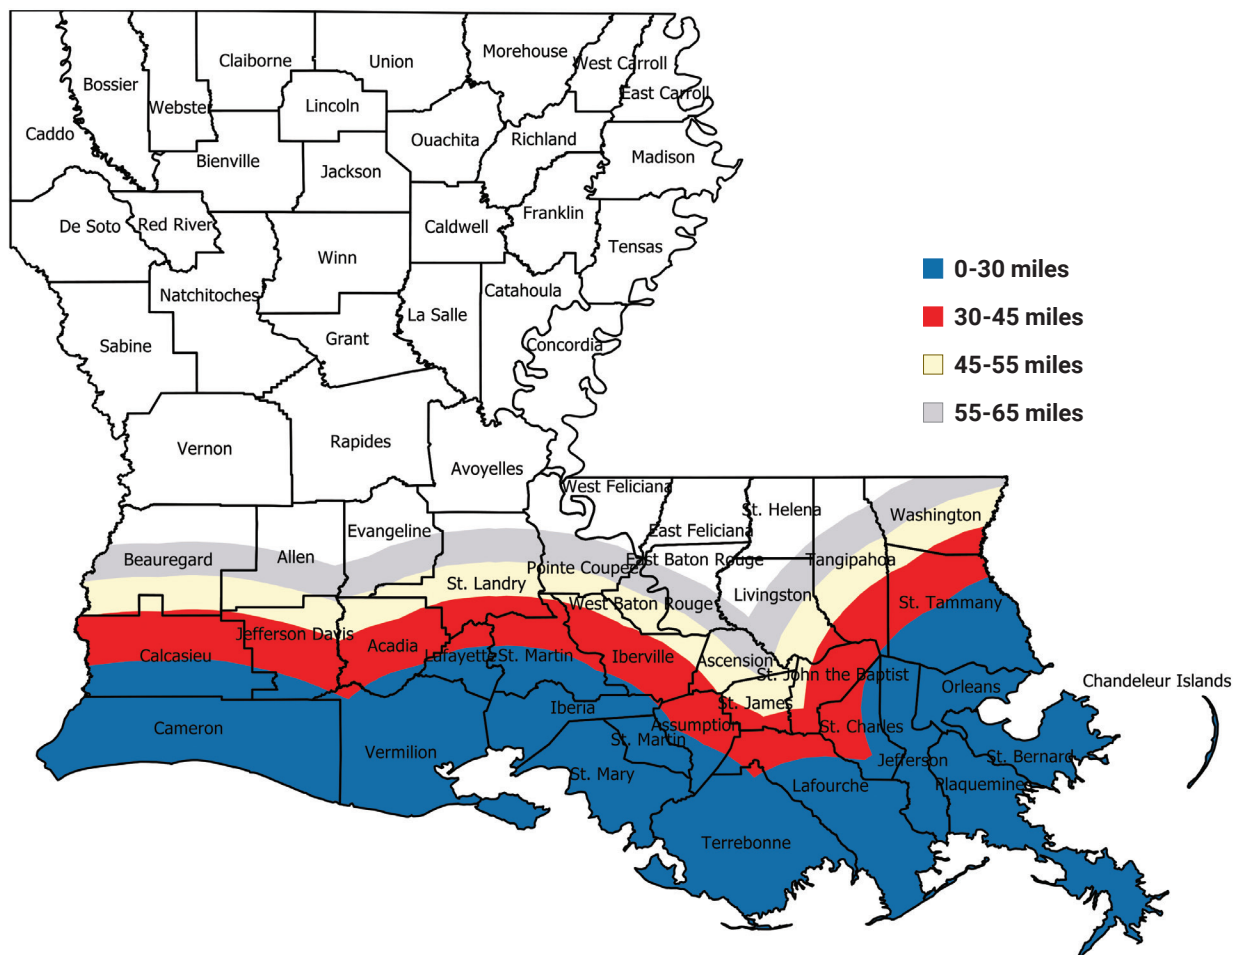 Morehouse
West Carroll
Claiborne
Union
Bossier
East Carroll
Webster
Lincoln
Caddo
Ouachita
Richland
Madison
Bienville
Jackson
De Soto
Red River
Caldwell
Franklin
Tensas
Winn
0-30 miles
Natchitoches
Catahoula
La Salle
30-45 miles
Sabine
Grant
Concordia
45-55 miles
55-65 miles
Vernon
Rapides
Avoyelles
West Feliciana
St. Helena
Washington
Evangeline
East Feliciana
Beauregard
Allen
Pointe Coupee
East Baton Rouge
Tangipahoa
St. Landry
Livingston
West Baton Rouge
St. Tammany
Jefferson Davis
Acadia
Calcasieu
Lafayette
St. Martin
Iberville
Ascension
St. John the Baptist
Orleans
Chandeleur Islands
Iberia
St. James
Cameron
Assumption
St. Charles
Vermilion
St. Martin
Jefferson
St. Bernard
St. Mary
Lafourche
Plaquemines
Terrebonne